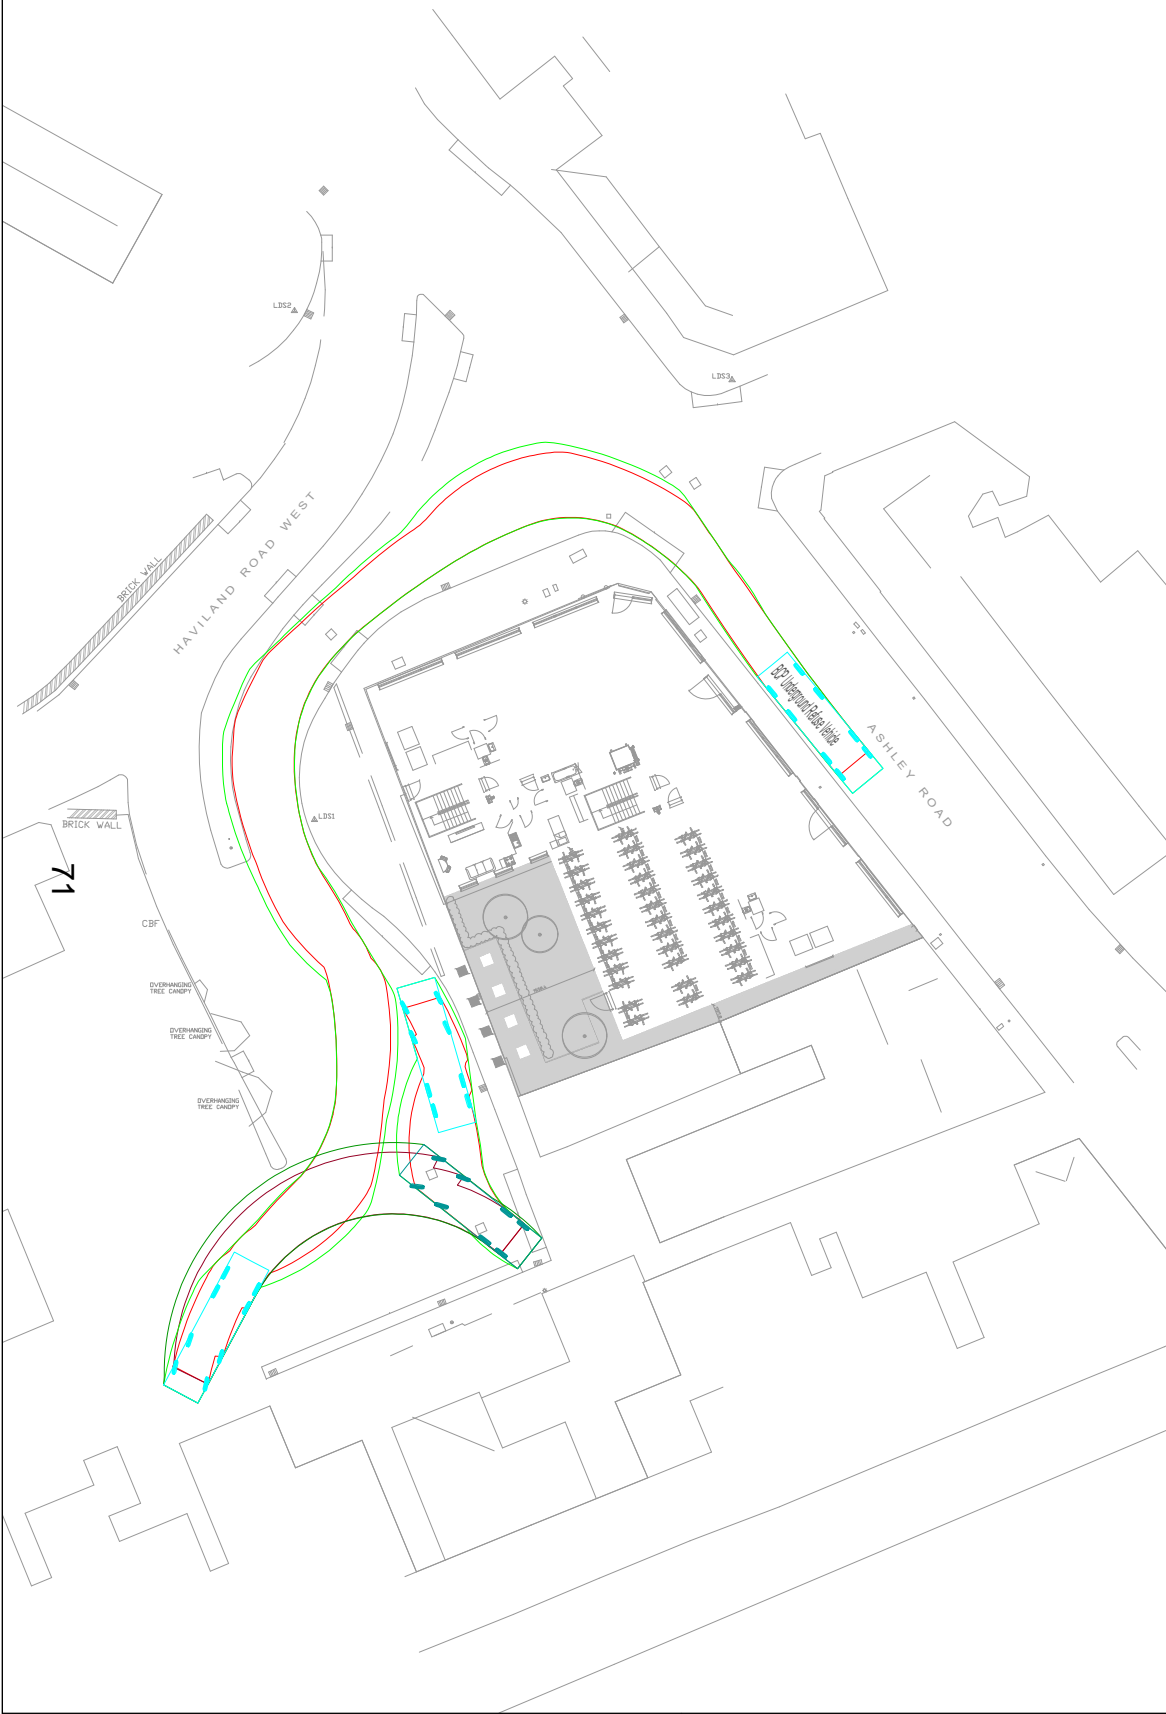 LDS2
LDS3
HAVILAND ROAD WEST
BRICK WALL
BCP Underground Refuse Vehicle
ASHLEY ROAD
LDS1
BRICK WALL
71
CBF
OVERHANGING
TREE CANOPY
OVERHANGING
TREE CANOPY
OVERHANGING
TREE CANOPY